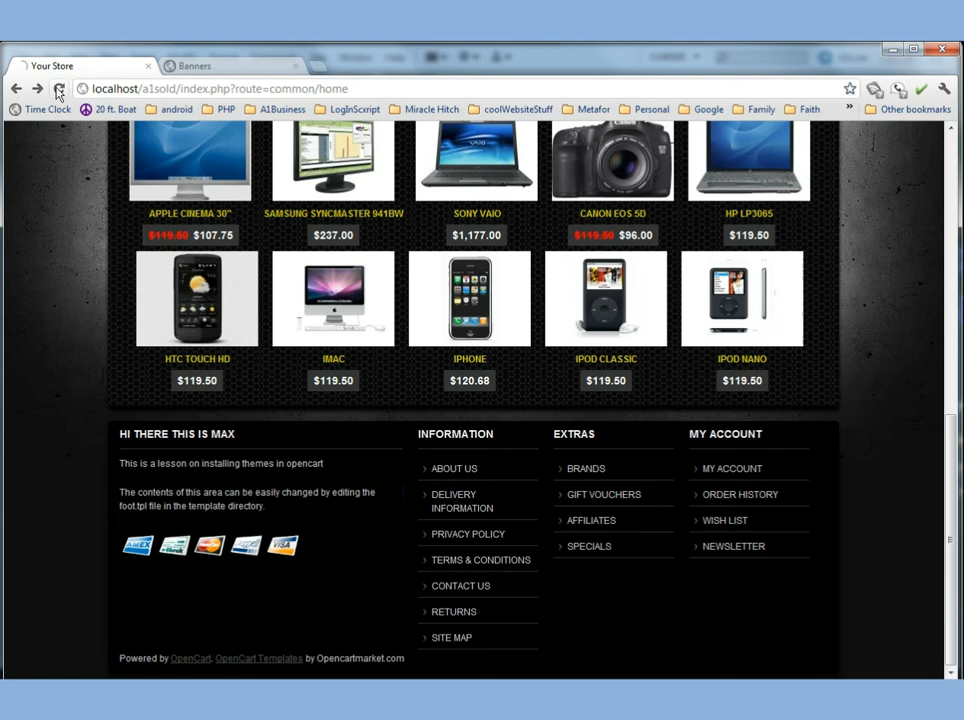 Your Store
Banners
localhost/a1sold/index.php?route=common/home
Time Clock 20 ft. Boat android PHP A1Business LogInScript Miracle Hitch coolWebsiteStuff Metafor Personal Google Family Faith » Other bookmarks
APPLE CINEMA 30" SAMSUNG SYNCMASTER 941BW SONY VAIO CANON EOS 5D HP LP3065
$119.50 $107.75 $237.00 $1,177.00 $119.50 $96.00 $119.50
HTC TOUCH HD IMAC IPHONE IPOD CLASSIC IPOD NANO
$119.50 $119.50 $120.68 $119.50 $119.50
HI THERE THIS IS MAX
This is a lesson on installing themes in opencart
The contents of this area can be easily changed by editing the
foot.tpl file in the template directory.
AMEX Check VISA
Powered by OpenCart. OpenCart Templates by Opencartmarket.com
INFORMATION
ABOUT US
DELIVERY
INFORMATION
PRIVACY POLICY
TERMS & CONDITIONS
CONTACT US
RETURNS
SITE MAP
EXTRAS
BRANDS
GIFT VOUCHERS
AFFILIATES
SPECIALS
MY ACCOUNT
MY ACCOUNT
ORDER HISTORY
WISH LIST
NEWSLETTER